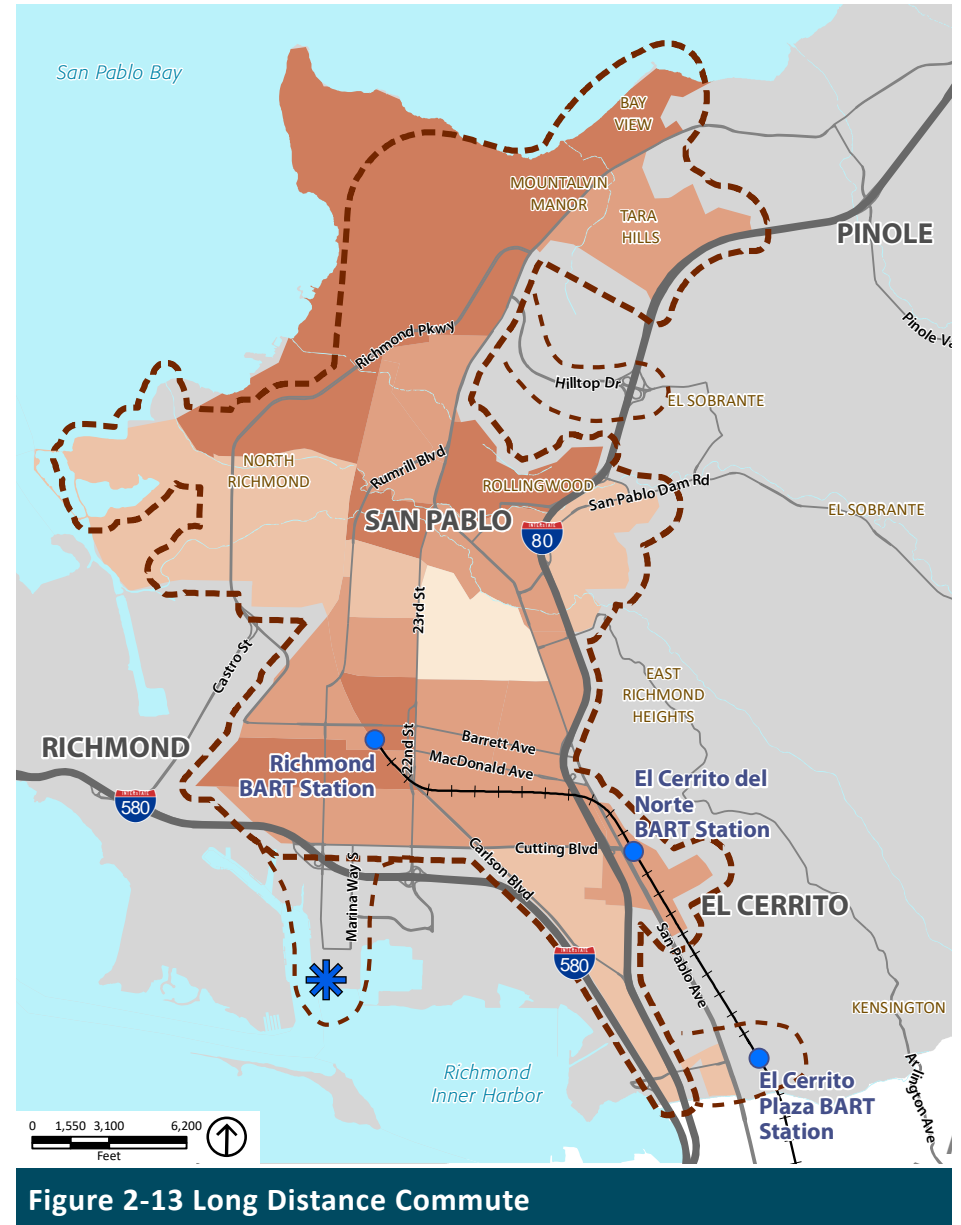 San Pablo Bay
BAY
VIEW
MOUNTALVIN
MANOR
TARA
HILLS
PINOLE
Richmond Pkwy
Pinole Va
Hilltop Dr
EL SOBRANTE
NORTH
RICHMOND
Rumrill Blvd
ROLLINGWOOD
San Pablo Dam Rd
SAN PABLO
EL SOBRANTE
INTERSTATE
80
23rd St
Castro St
EAST
RICHMOND
HEIGHTS
RICHMOND
22nd St
Barrett Ave
MacDonald Ave
Richmond
BART Station
El Cerrito del
Norte
BART Station
INTERSTATE
580
Cutting Blvd
Carlson Blvd
Marina Way S
EL CERRITO
San Pablo Ave
INTERSTATE
580
KENSINGTON
Richmond
Inner Harbor
El Cerrito
Plaza BART
Station
Arlington Ave
0 1,550 3,100 6,200
Feet
Figure 2-13 Long Distance Commute